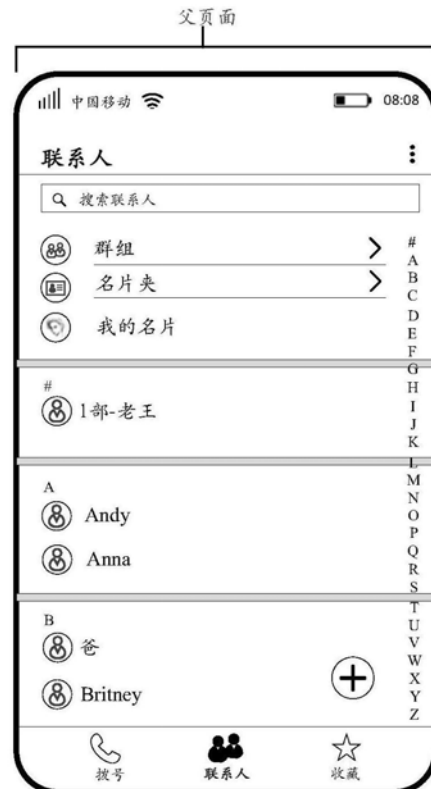 父页面
中国移动 08:08
联系人
搜索联系人
群组
名片夹
我的名片
#
1部-老王
A
Andy
Anna
B
爸
Britney
#
A
B
C
D
E
F
G
H
I
J
K
L
M
N
O
P
Q
R
S
T
U
V
W
X
Y
Z
拨号 联系人 收藏